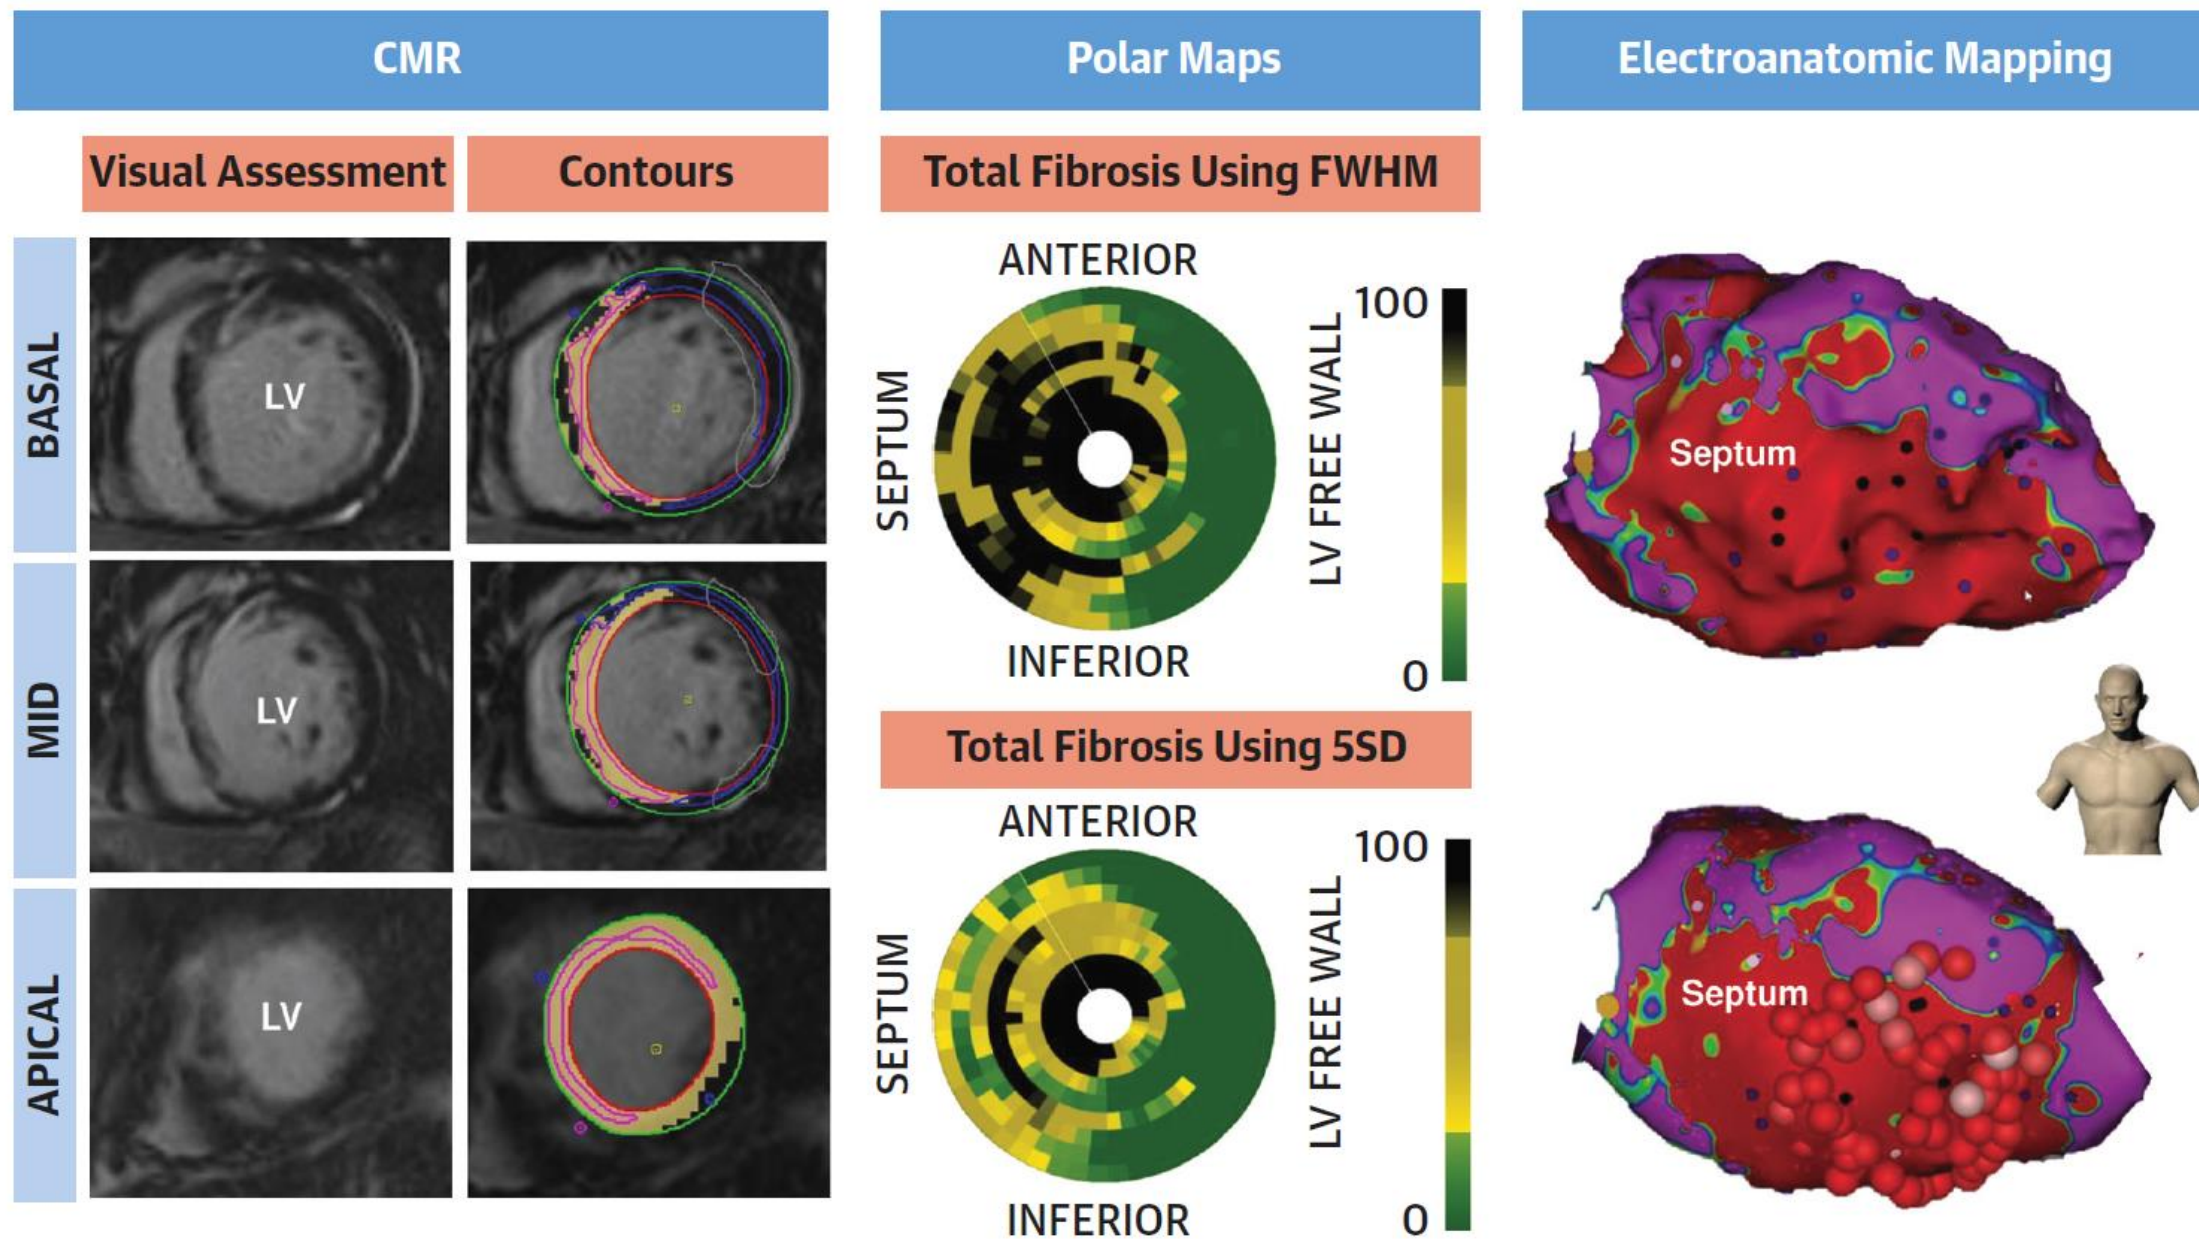 CMR
Visual Assessment
Contours
BASAL
LV
MID
LV
APICAL
LV
Polar Maps
Total Fibrosis Using FWHM
ANTERIOR
SEPTUM
INFERIOR
LV FREE WALL
100
0
Total Fibrosis Using 5SD
ANTERIOR
SEPTUM
INFERIOR
LV FREE WALL
100
0
Electroanatomic Mapping
Septum
Septum